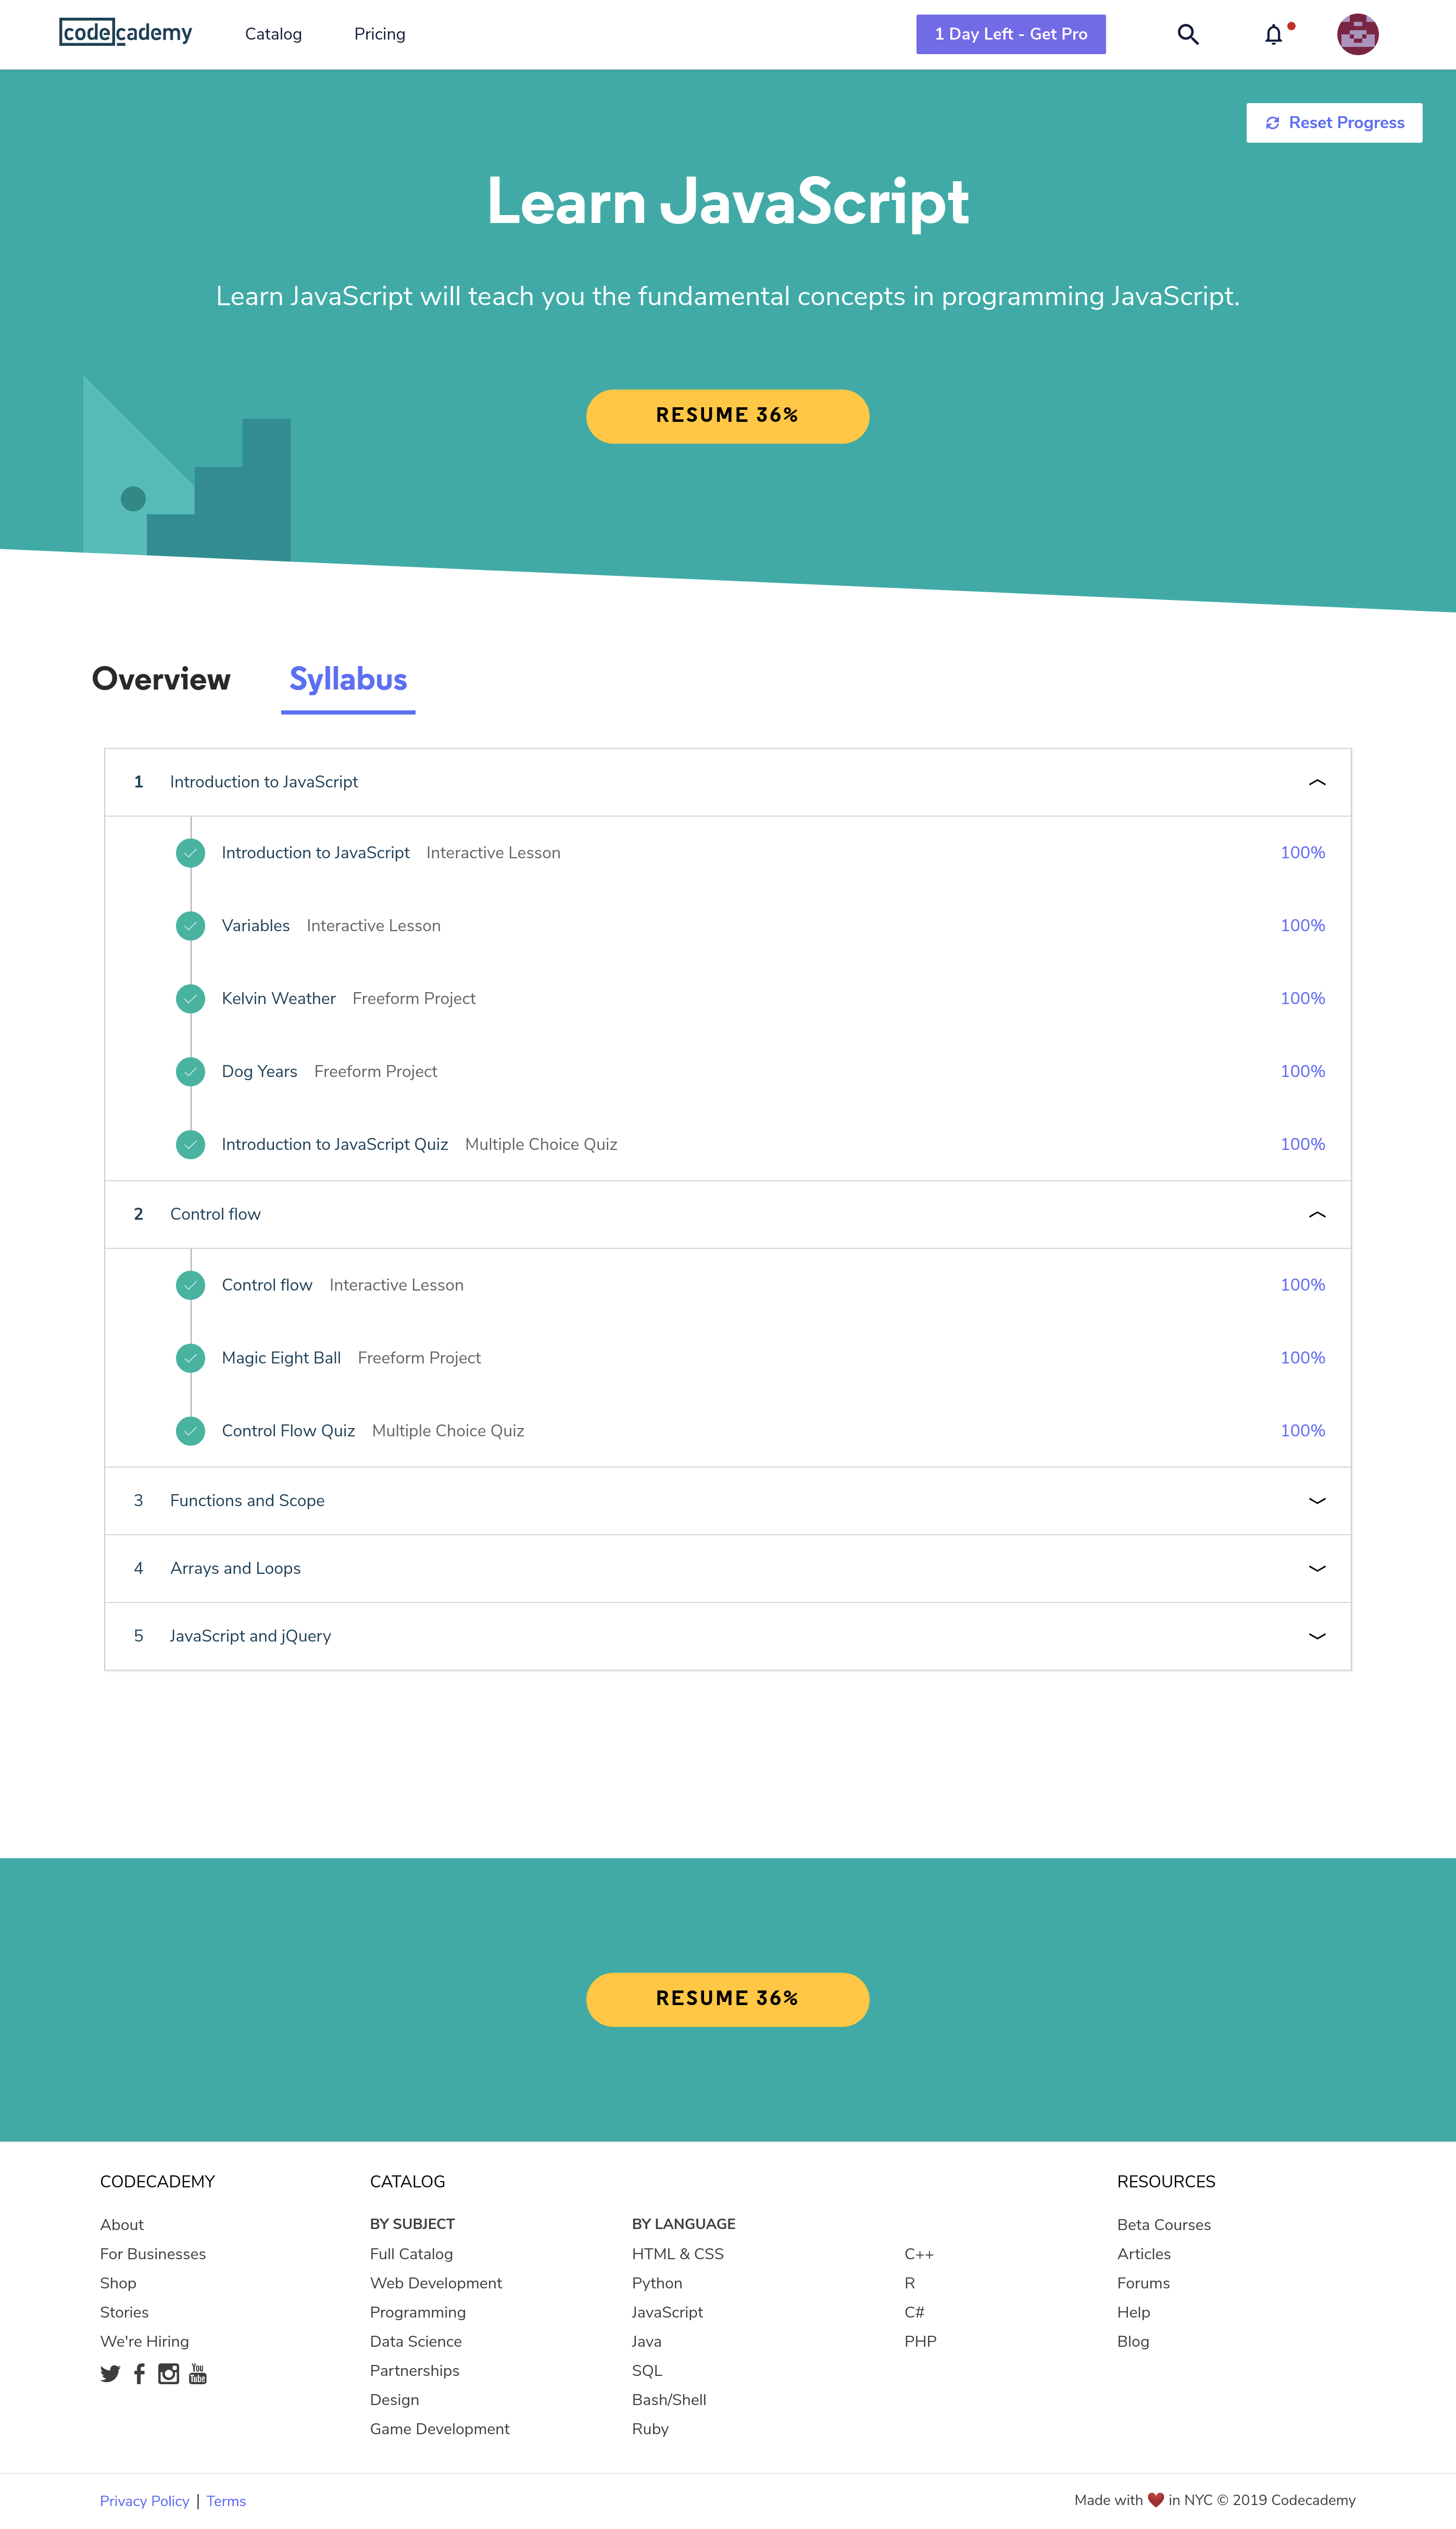 codecademy Catalog Pricing 1 Day Left - Get Pro
Reset Progress
Learn JavaScript
Learn JavaScript will teach you the fundamental concepts in programming JavaScript.
RESUME 36%
Overview Syllabus
1 Introduction to JavaScript
Introduction to JavaScript Interactive Lesson 100%
Variables Interactive Lesson 100%
Kelvin Weather Freeform Project 100%
Dog Years Freeform Project 100%
Introduction to JavaScript Quiz Multiple Choice Quiz 100%
2 Control flow
Control flow Interactive Lesson 100%
Magic Eight Ball Freeform Project 100%
Control Flow Quiz Multiple Choice Quiz 100%
3 Functions and Scope
4 Arrays and Loops
5 JavaScript and jQuery
RESUME 36%
CODECADEMY
About
For Businesses
Shop
Stories
We're Hiring
You Tube
CATALOG
BY SUBJECT
Full Catalog
Web Development
Programming
Data Science
Partnerships
Design
Game Development
BY LANGUAGE
HTML & CSS
Python
JavaScript
Java
SQL
Bash/Shell
Ruby
C++
R
C#
PHP
RESOURCES
Beta Courses
Articles
Forums
Help
Blog
Privacy Policy | Terms
Made with ❤️ in NYC © 2019 Codecademy